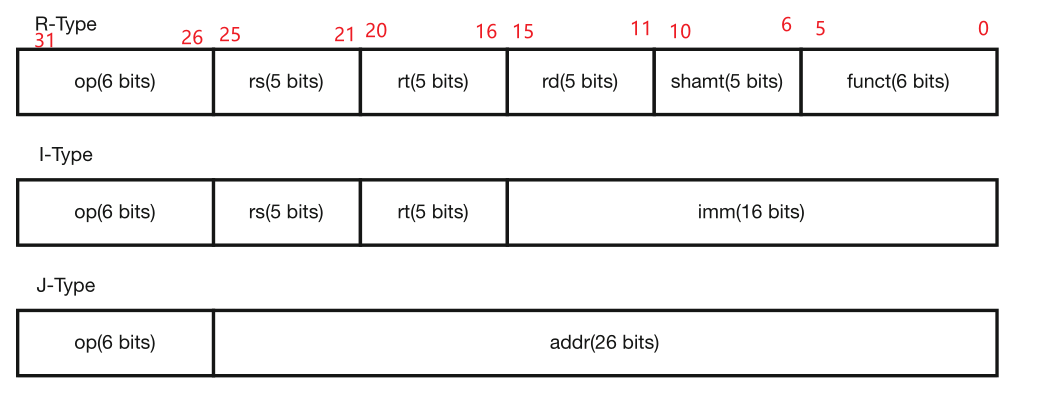 R-Type
31 26 25 21 20 16 15 11 10 6 5 0
op(6 bits) rs(5 bits) rt(5 bits) rd(5 bits) shamt(5 bits) funct(6 bits)
I-Type
op(6 bits) rs(5 bits) rt(5 bits) imm(16 bits)
J-Type
op(6 bits) addr(26 bits)